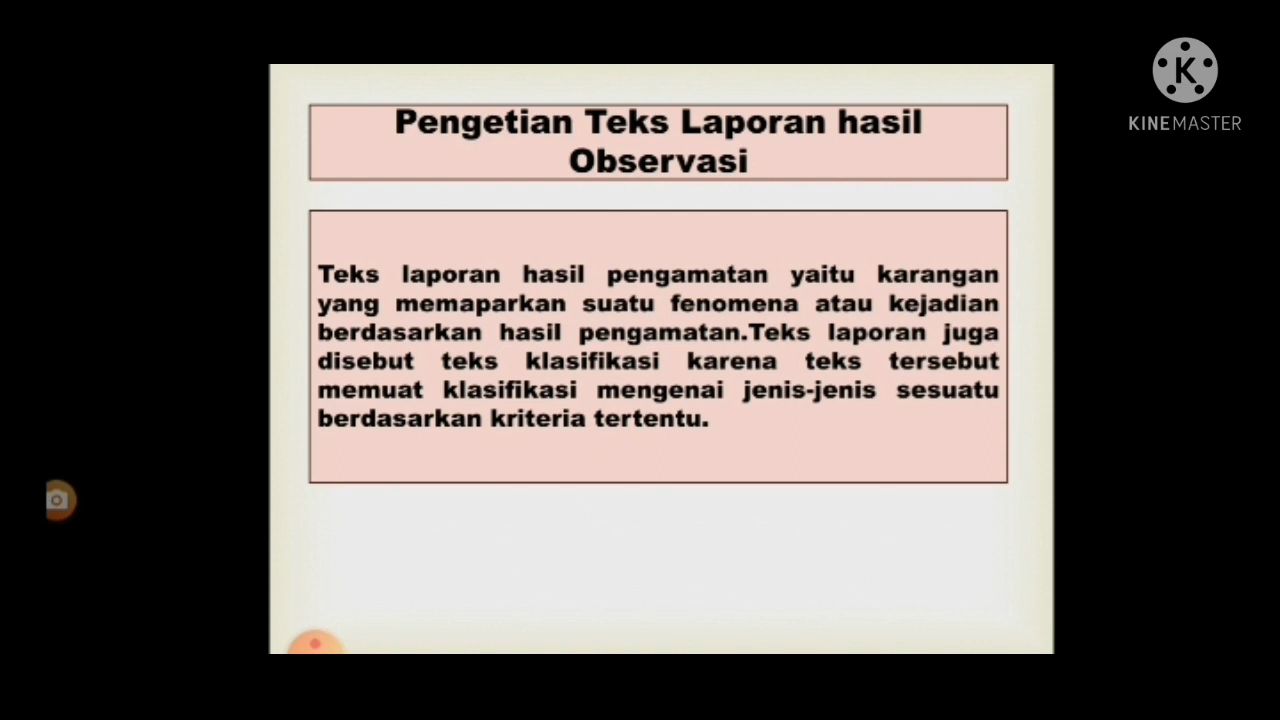 Pengetian Teks Laporan hasil
Observasi
Teks laporan hasil pengamatan yaitu karangan
yang memaparkan suatu fenomena atau kejadian
berdasarkan hasil pengamatan.Teks laporan juga
disebut teks klasifikasi karena teks tersebut
memuat klasifikasi mengenai jenis-jenis sesuatu
berdasarkan kriteria tertentu.
K
KINEMASTER